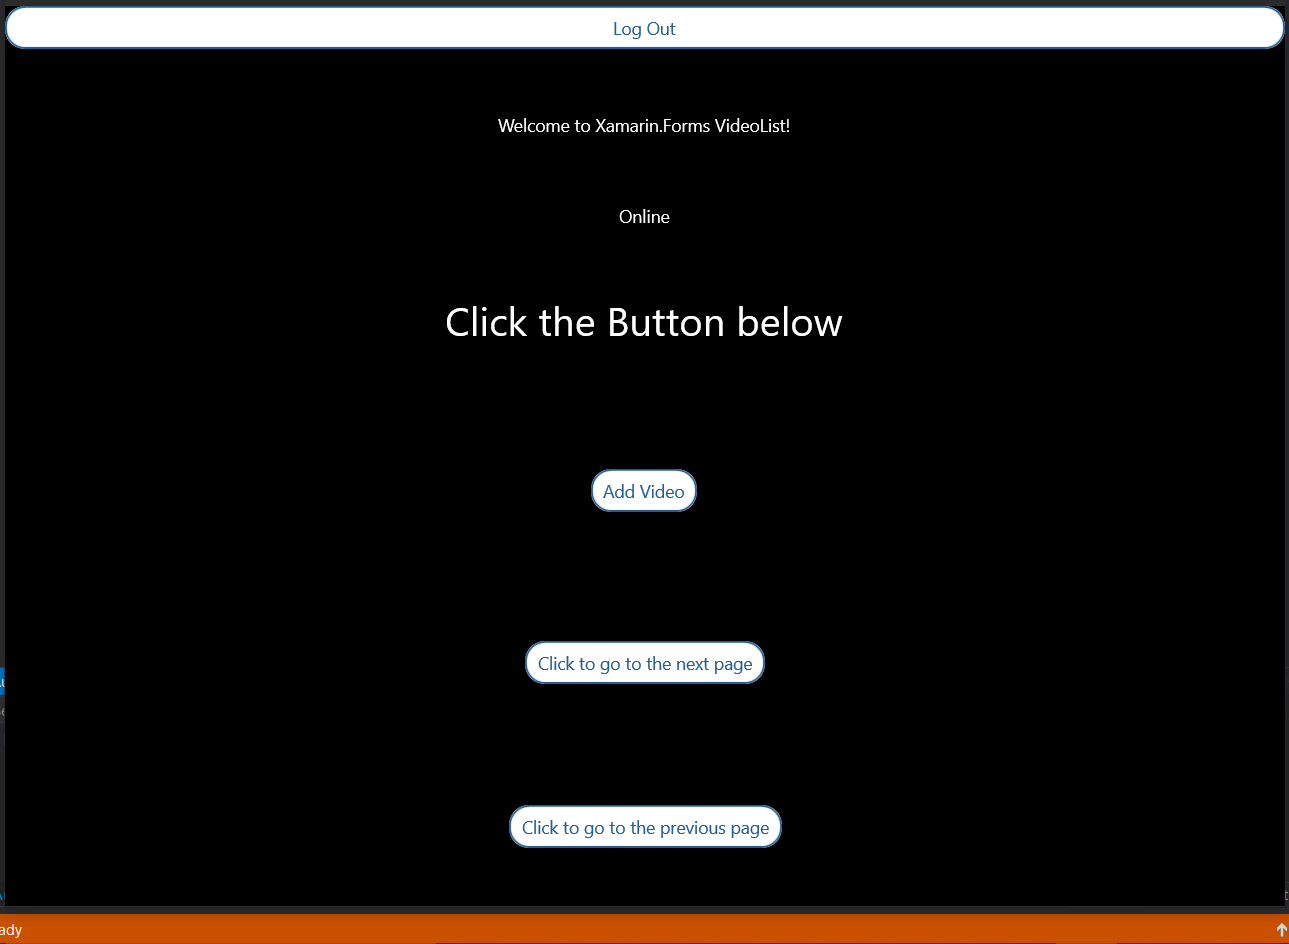 Log Out
Welcome to Xamarin.Forms VideoList!
Online
Click the Button below
Add Video
Click to go to the next page
Click to go to the previous page
ady